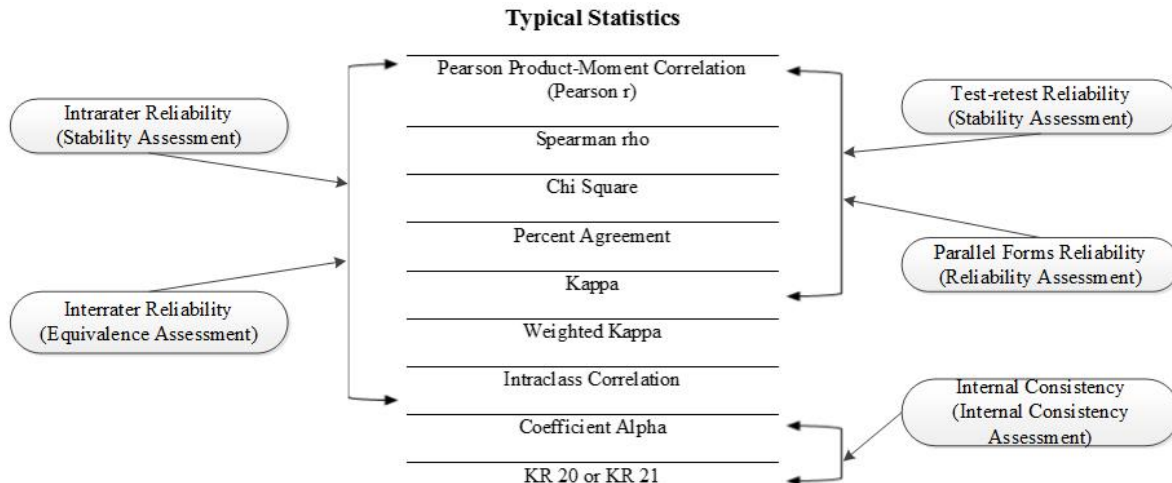 Typical Statistics
Pearson Product-Moment Correlation
(Pearson r)
Spearman rho
Chi Square
Percent Agreement
Kappa
Weighted Kappa
Intraclass Correlation
Coefficient Alpha
KR 20 or KR 21
Intrarater Reliability
(Stability Assessment)
Interrater Reliability
(Equivalence Assessment)
Test-retest Reliability
(Stability Assessment)
Parallel Forms Reliability
(Reliability Assessment)
Internal Consistency
(Internal Consistency
Assessment)